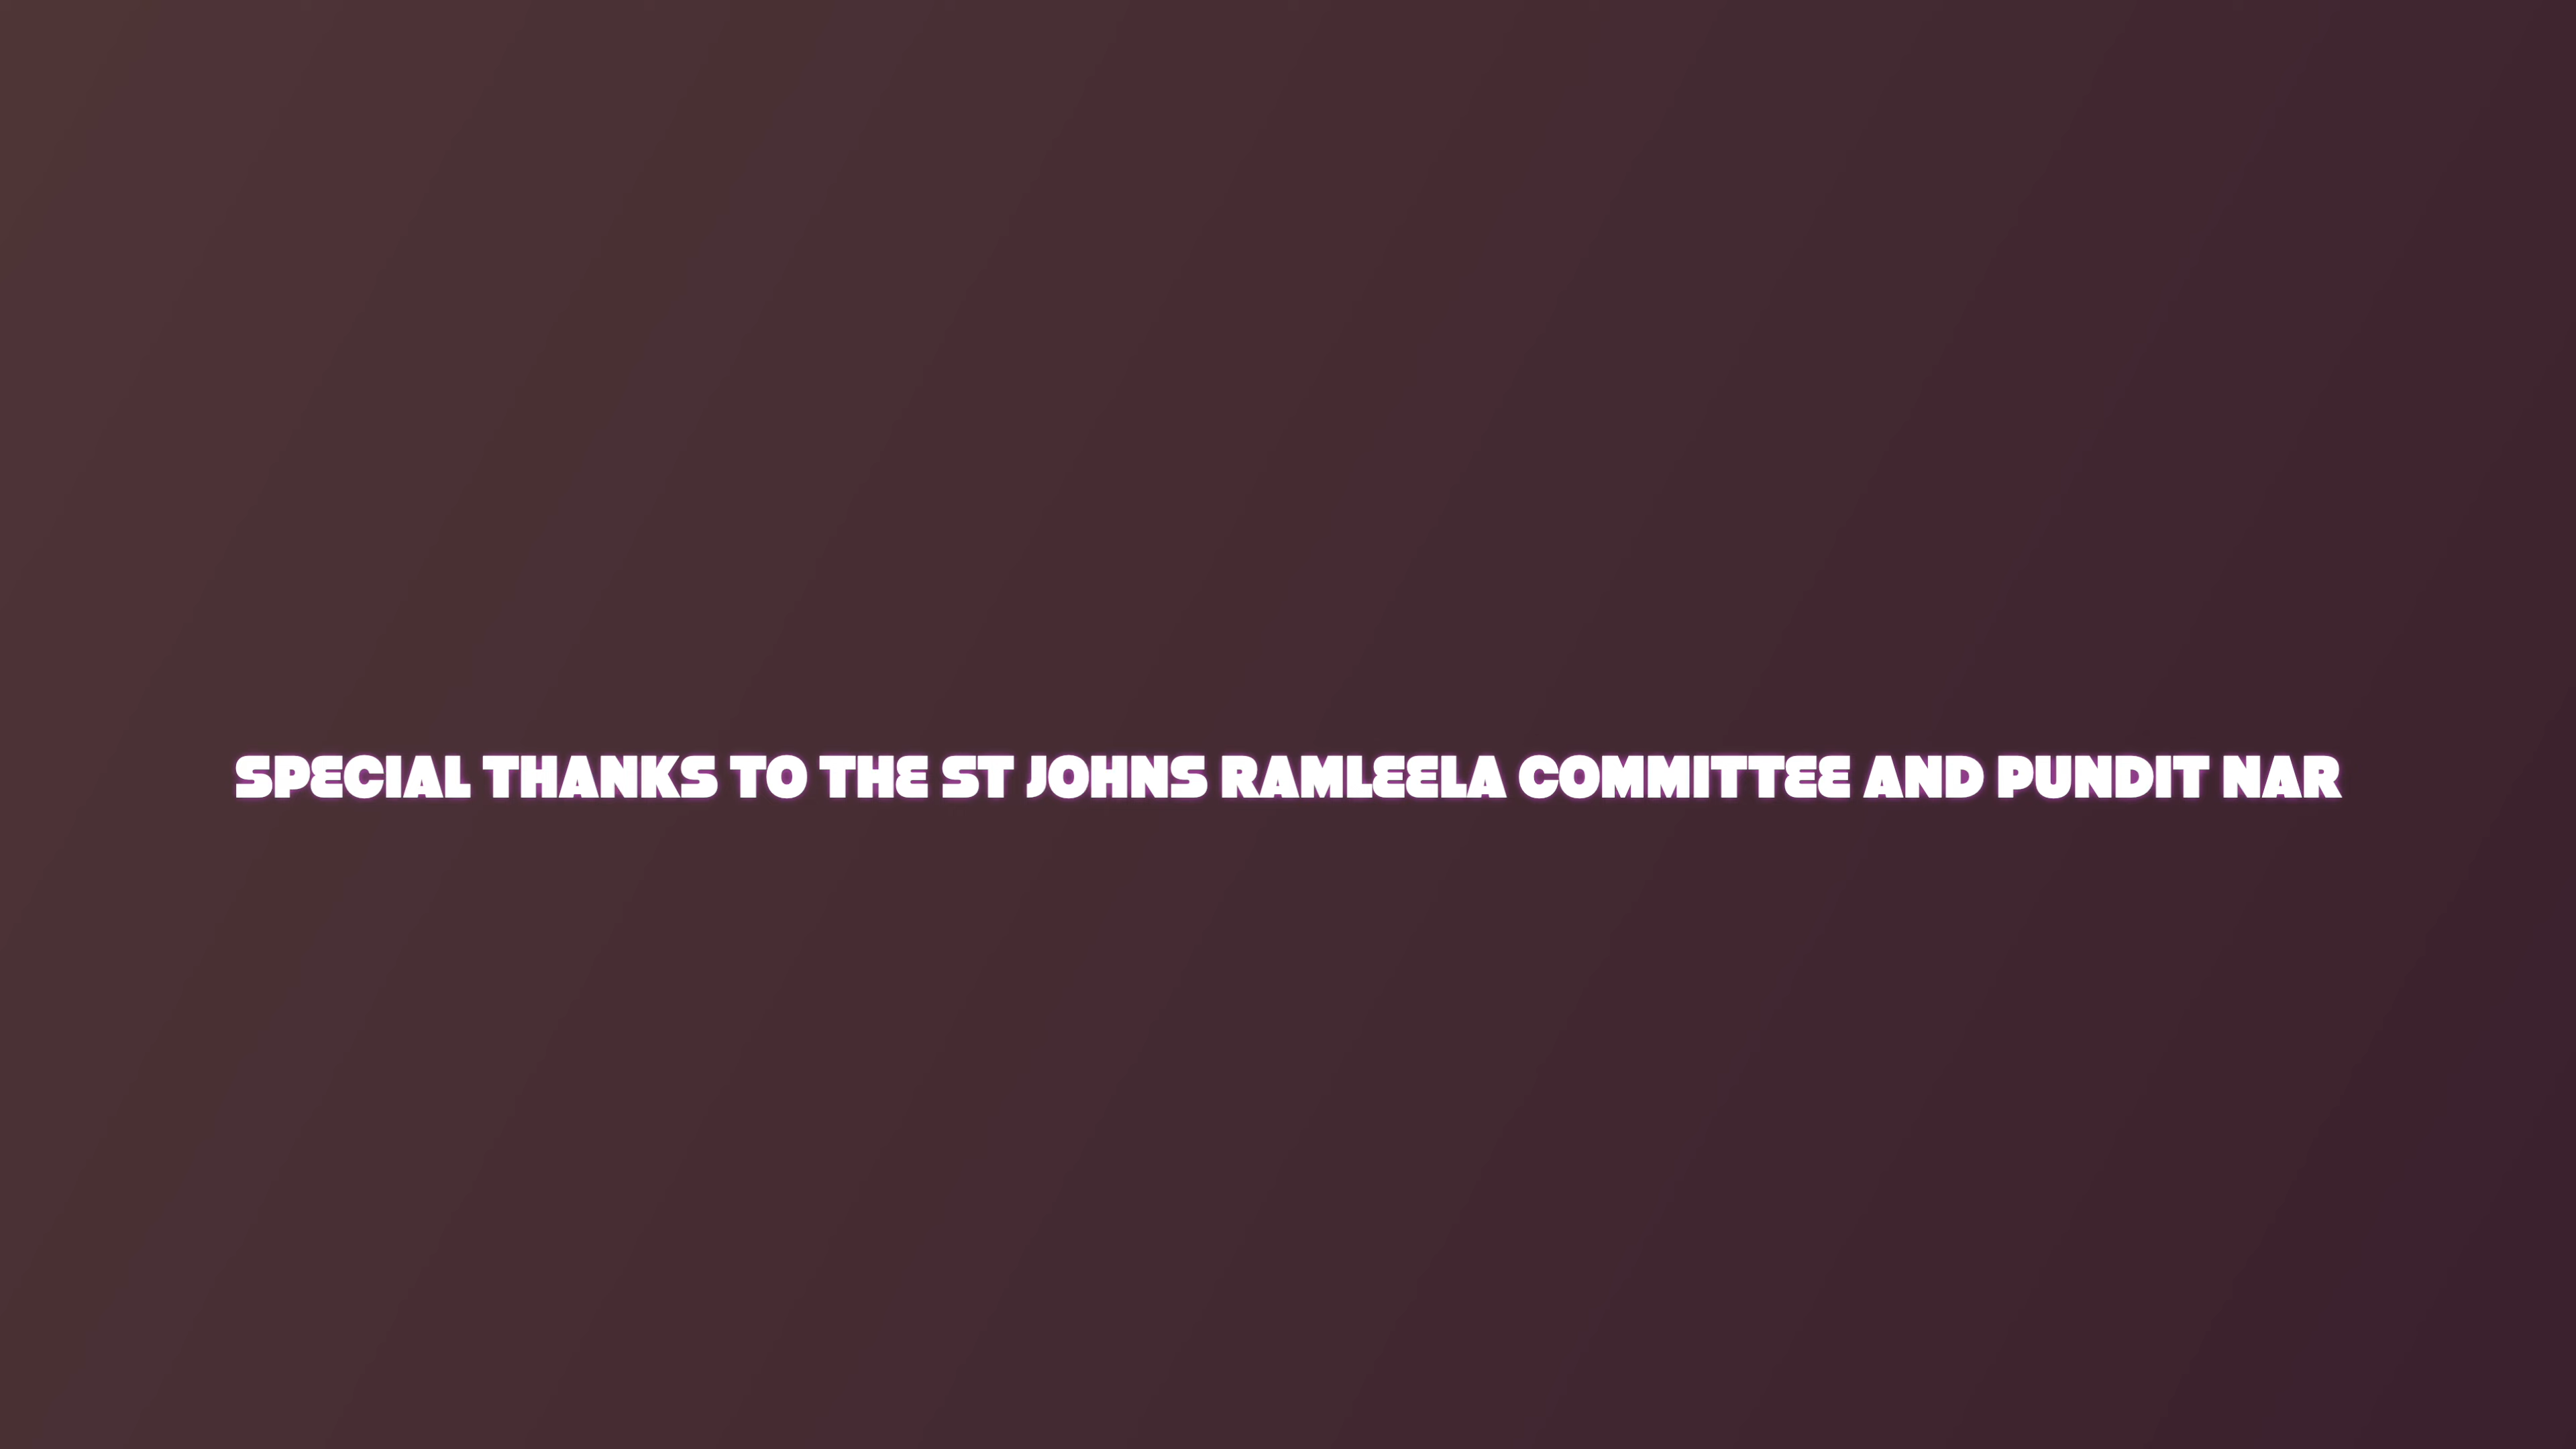 SPECIAL THANKS TO THE ST JOHNS RAMLEELA COMMITTEE AND PUNDIT NAR